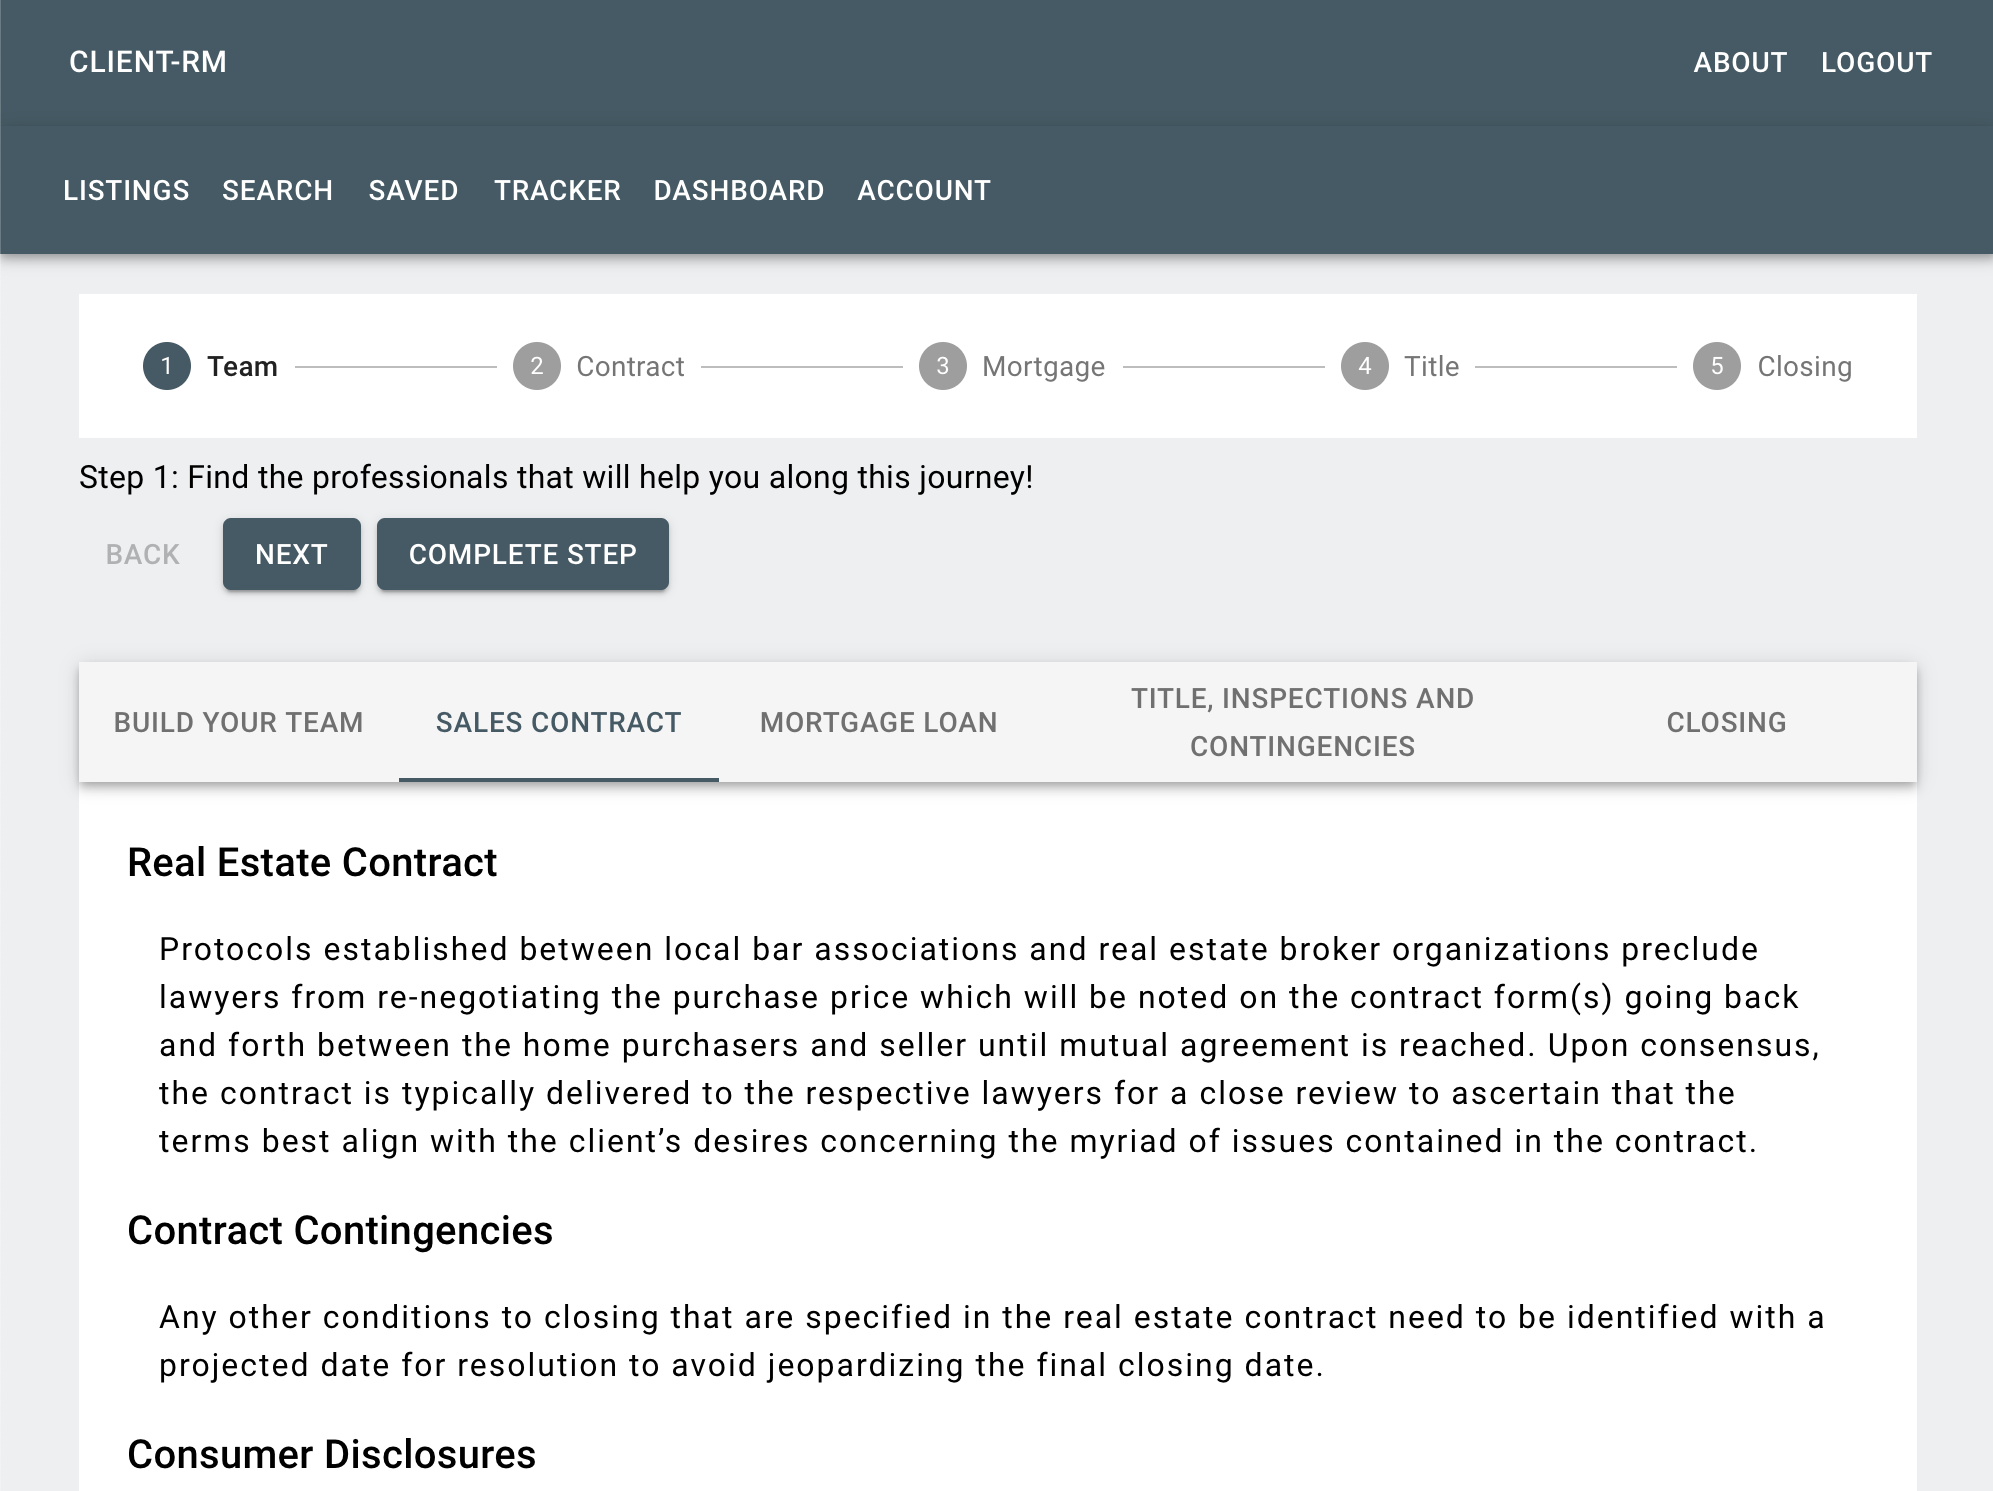 CLIENT-RM
ABOUT LOGOUT
LISTINGS SEARCH SAVED TRACKER DASHBOARD ACCOUNT
1 Team 2 Contract 3 Mortgage 4 Title 5 Closing
Step 1: Find the professionals that will help you along this journey!
BACK NEXT COMPLETE STEP
BUILD YOUR TEAM
SALES CONTRACT
MORTGAGE LOAN
TITLE, INSPECTIONS AND
CONTINGENCIES
CLOSING
Real Estate Contract
Protocols established between local bar associations and real estate broker organizations preclude
lawyers from re-negotiating the purchase price which will be noted on the contract form(s) going back
and forth between the home purchasers and seller until mutual agreement is reached. Upon consensus,
the contract is typically delivered to the respective lawyers for a close review to ascertain that the
terms best align with the client’s desires concerning the myriad of issues contained in the contract.
Contract Contingencies
Any other conditions to closing that are specified in the real estate contract need to be identified with a
projected date for resolution to avoid jeopardizing the final closing date.
Consumer Disclosures